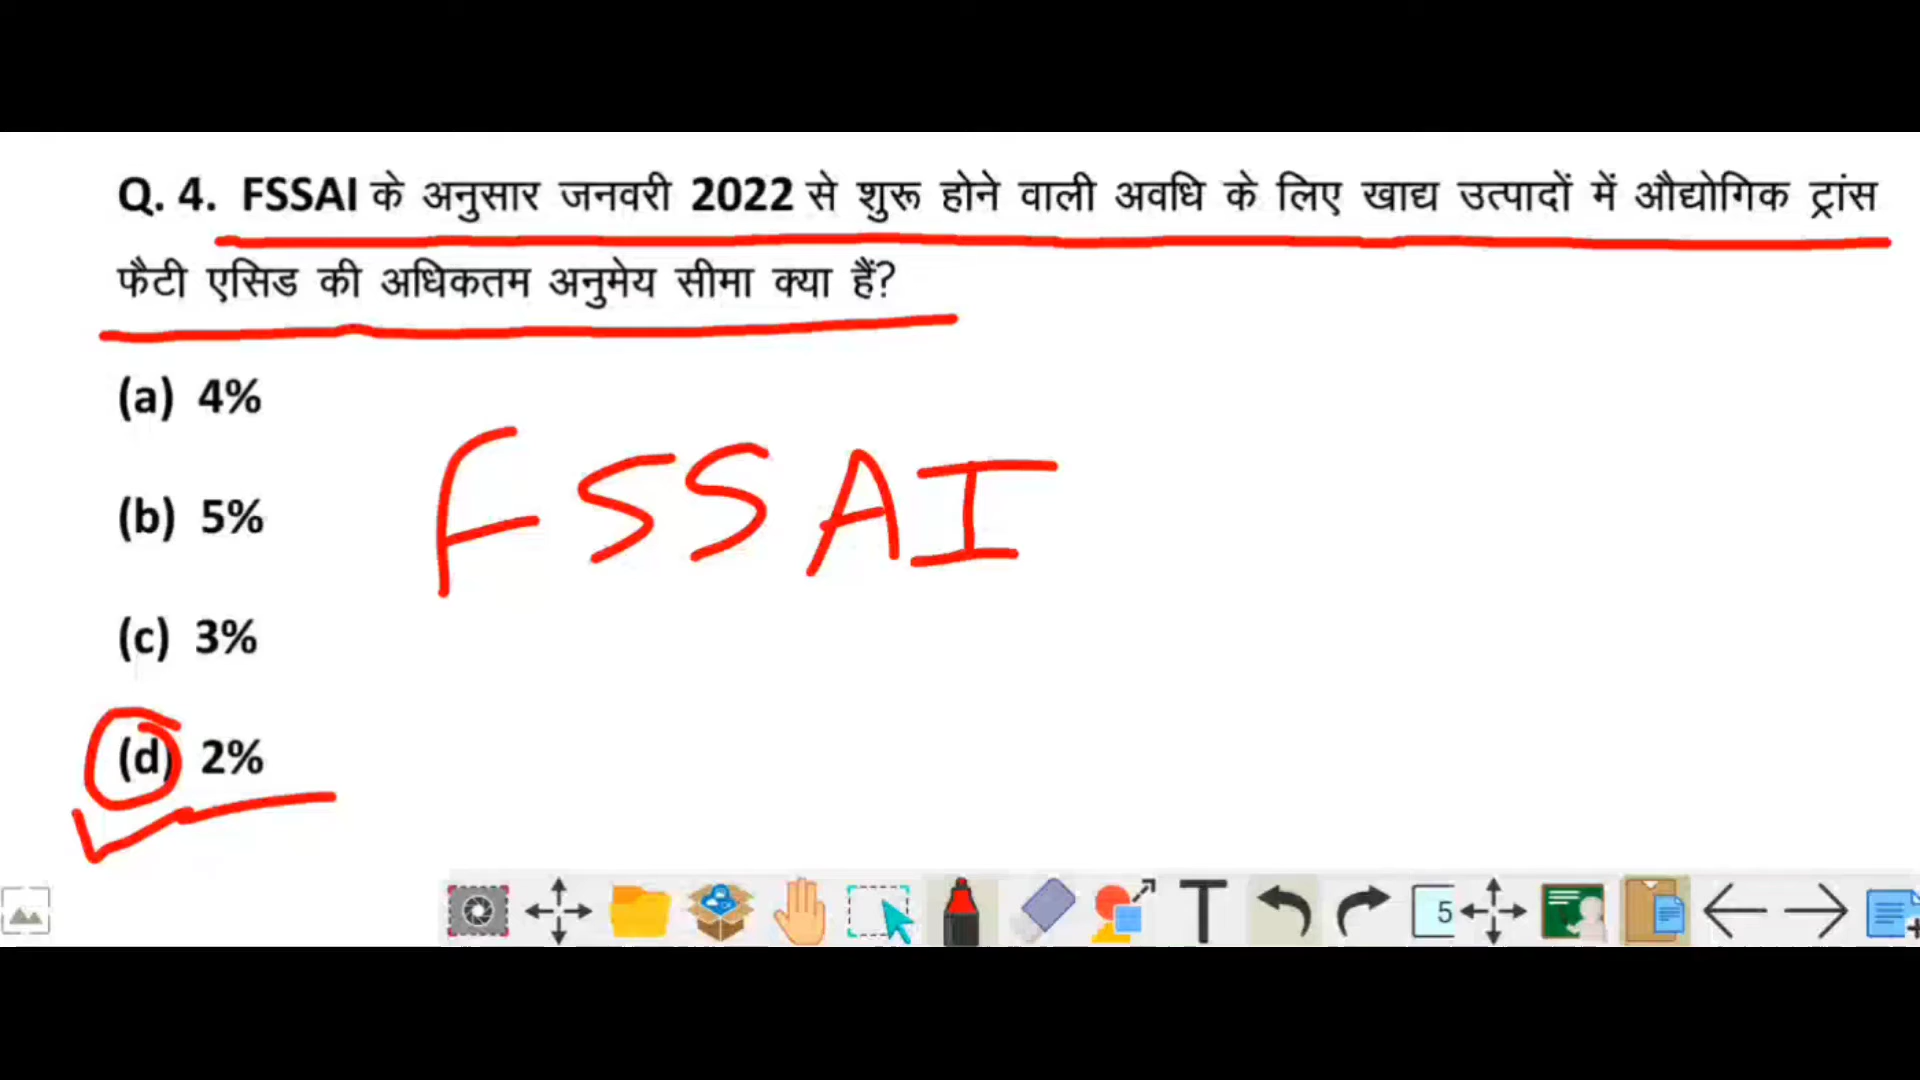 Q. 4. FSSAI के अनुसार जनवरी 2022 से शुरू होने वाली अवधि के लिए खाद्य उत्पादों में औद्योगिक ट्रांस
फैटी एसिड की अधिकतम अनुमेय सीमा क्या हैं?
(a) 4%
FSSAI
(b) 5%
(c) 3%
(d) 2%
T
5